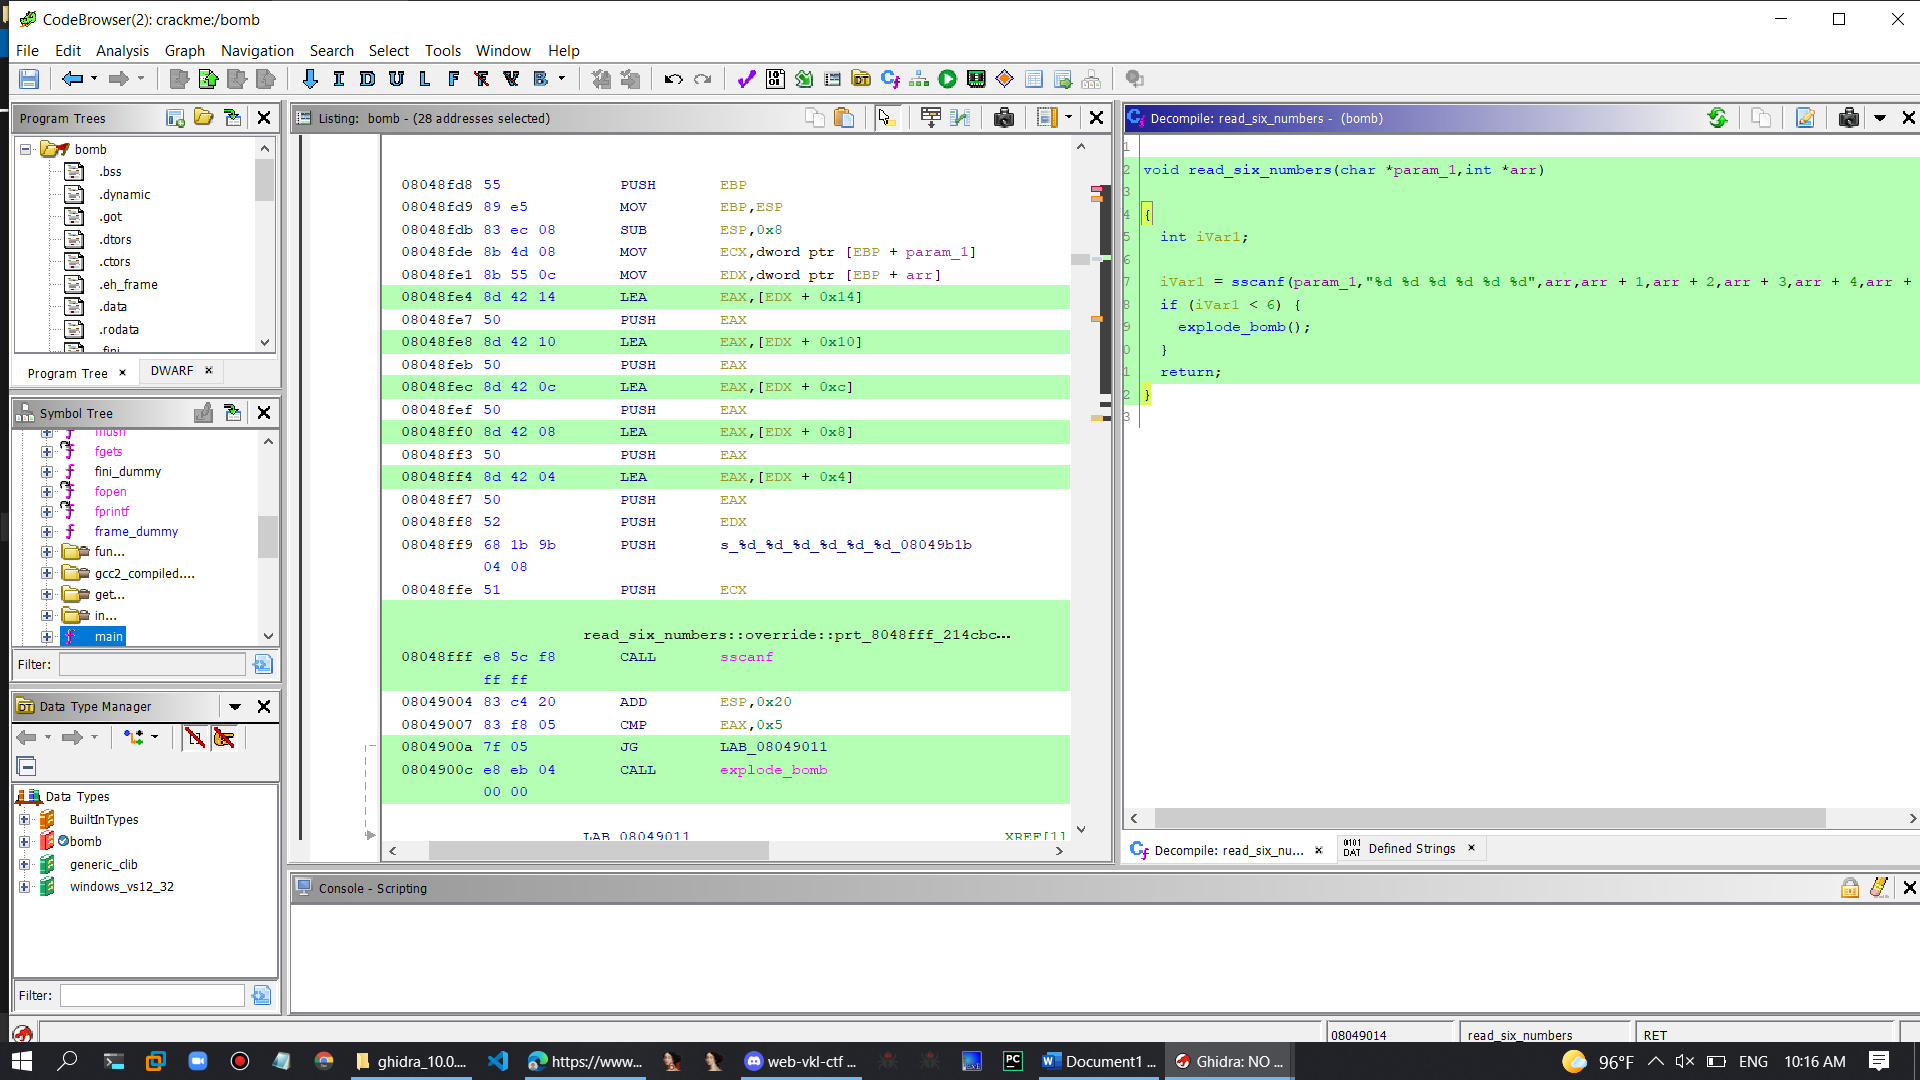 CodeBrowser(2): crackme:/bomb
File Edit Analysis Graph Navigation Search Select Tools Window Help
I D U L F B
Program Trees
bomb
.bss
.dynamic
.got
.dtors
.ctors
.eh_frame
.data
.rodata
.fini
Program Tree
DWARF
Symbol Tree
fgets
fini_dummy
fopen
fprintf
frame_dummy
fun...
gcc2_compiled....
get...
in...
main
Filter:
Data Type Manager
Data Types
BuiltInTypes
bomb
generic_clib
windows_vs12_32
Filter:
Listing: bomb - (28 addresses selected)
08048fd8 55 PUSH EBP
08048fd9 89 e5 MOV EBP,ESP
08048fdb 83 ec 08 SUB ESP,0x8
08048fde 8b 4d 08 MOV ECX,dword ptr [EBP + param_1]
08048fe1 8b 55 0c MOV EDX,dword ptr [EBP + arr]
08048fe4 8d 42 14 LEA EAX,[EDX + 0x14]
08048fe7 50 PUSH EAX
08048fe8 8d 42 10 LEA EAX,[EDX + 0x10]
08048feb 50 PUSH EAX
08048fec 8d 42 0c LEA EAX,[EDX + 0xc]
08048fef 50 PUSH EAX
08048ff0 8d 42 08 LEA EAX,[EDX + 0x8]
08048ff3 50 PUSH EAX
08048ff4 8d 42 04 LEA EAX,[EDX + 0x4]
08048ff7 50 PUSH EAX
08048ff8 52 PUSH EDX
08048ff9 68 1b 9b PUSH s_%d_%d_%d_%d_%d_%d_08049b1b
04 08
08048ffe 51 PUSH ECX
read_six_numbers::override::prt_8048fff_214cbc...
08048fff e8 5c f8 CALL sscanf
ff ff
08049004 83 c4 20 ADD ESP,0x20
08049007 83 f8 05 CMP EAX,0x5
0804900a 7f 05 JG LAB_08049011
0804900c e8 eb 04 CALL explode_bomb
00 00
LAB_08049011 XREF[1]
Decompile: read_six_numbers - (bomb)
1
2 void read_six_numbers(char *param_1,int *arr)
3
4 {
5 int iVar1;
6
7 iVar1 = sscanf(param_1,"%d %d %d %d %d %d",arr,arr + 1,arr + 2,arr + 3,arr + 4,arr +
8 if (iVar1 < 6) {
9 explode_bomb();
0 }
1 return;
2 }
3
Decompile: read_six_nu...
Defined Strings
Console - Scripting
08049014
read_six_numbers
RET
ghidra_10.0....
https://www...
web-vkl-ctf ...
PC
Document1 ...
Ghidra: NO ...
96°F
ENG
10:16 AM